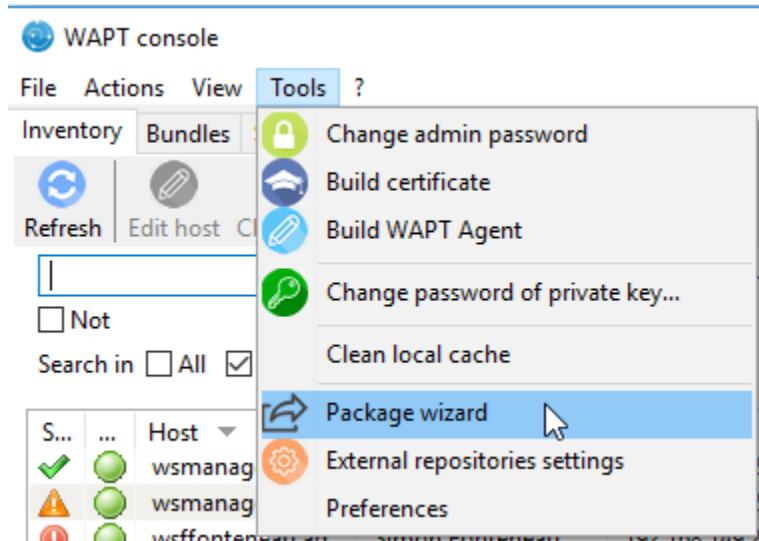 WAPT console
File Actions View Tools ?
Inventory Bundles
Change admin password
Build certificate
Build WAPT Agent
Refresh Edit host
Change password of private key...
Not
Clean local cache
Search in All
Package wizard
S... ... Host
External repositories settings
wsmanag
Preferences
wsmanag